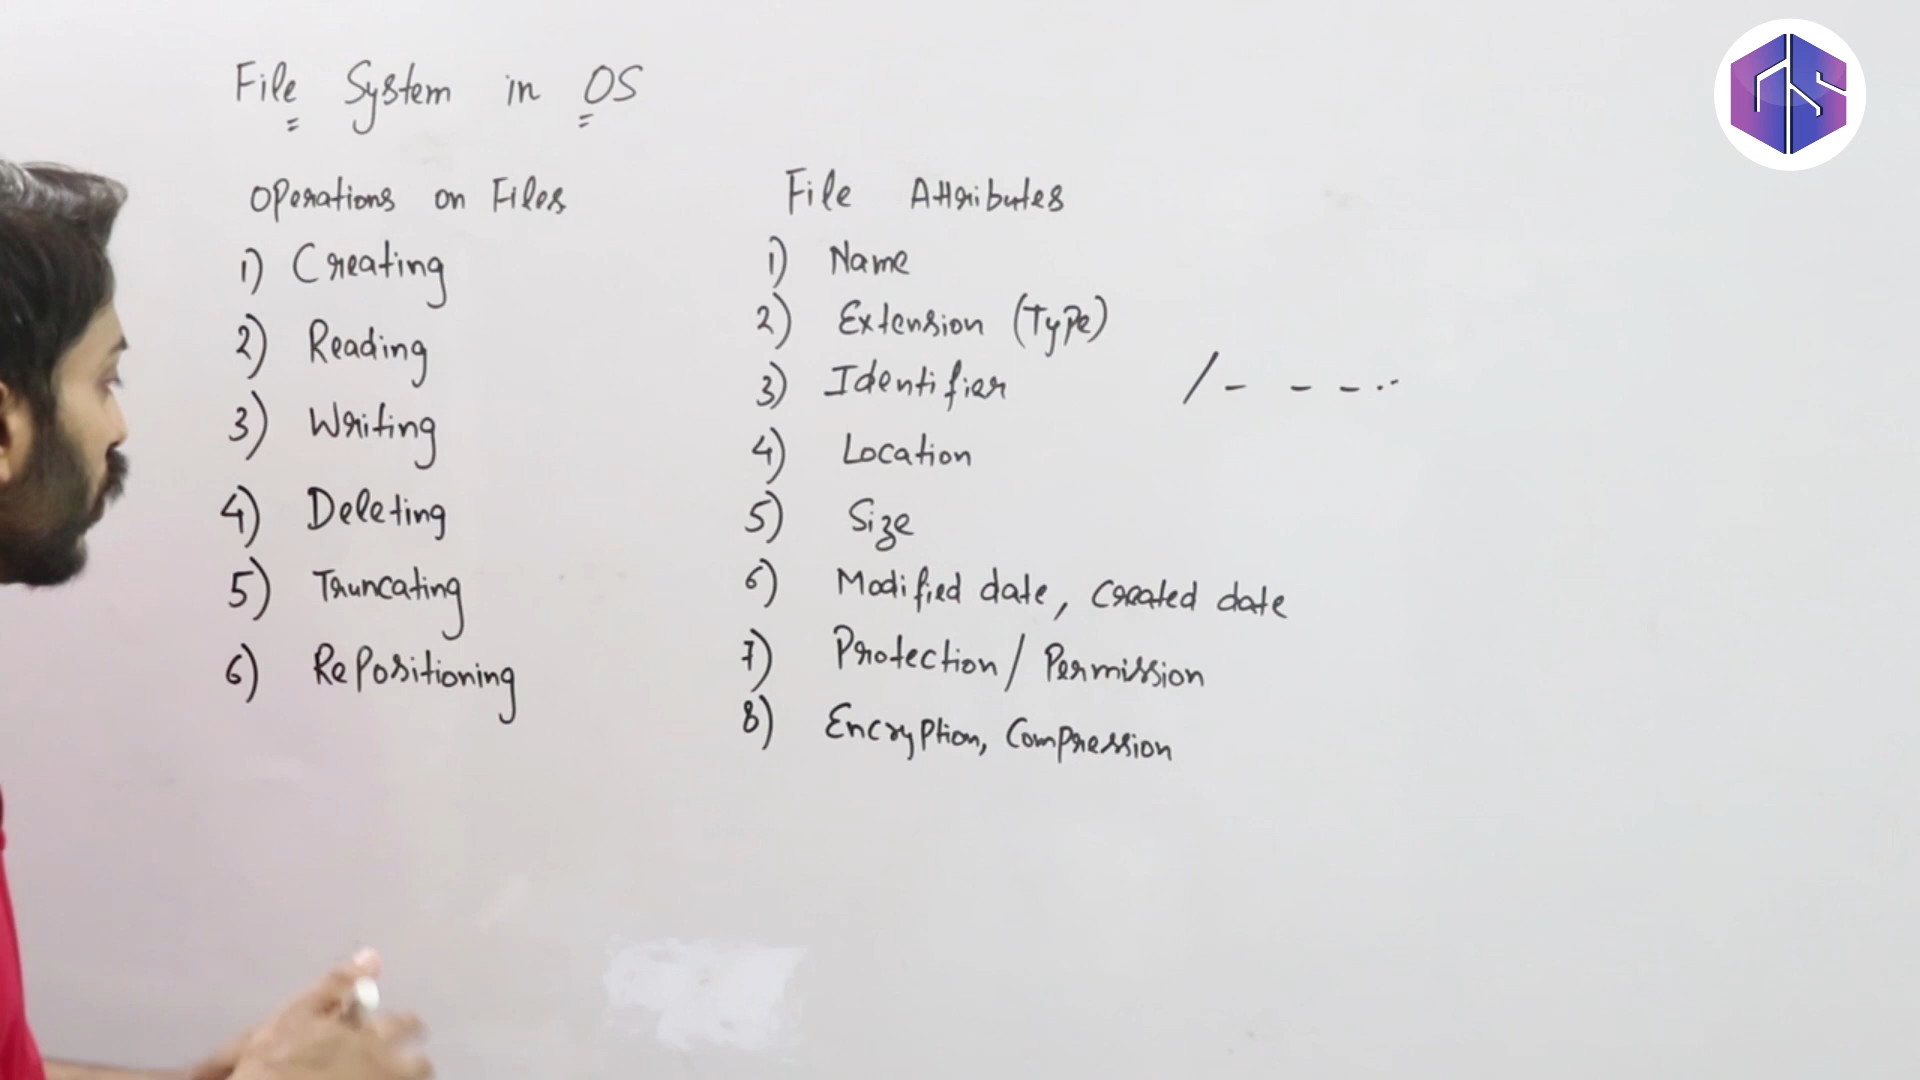 File System in OS
Operations on Files
1) Creating
2) Reading
3) Writing
4) Deleting
5) Truncating
6) Repositioning
File Attributes
1) Name
2) Extension (Type)
3) Identifier / - - - ..
4) Location
5) Size
6) Modified date, Created date
7) Protection / Permission
8) Encryption, Compression